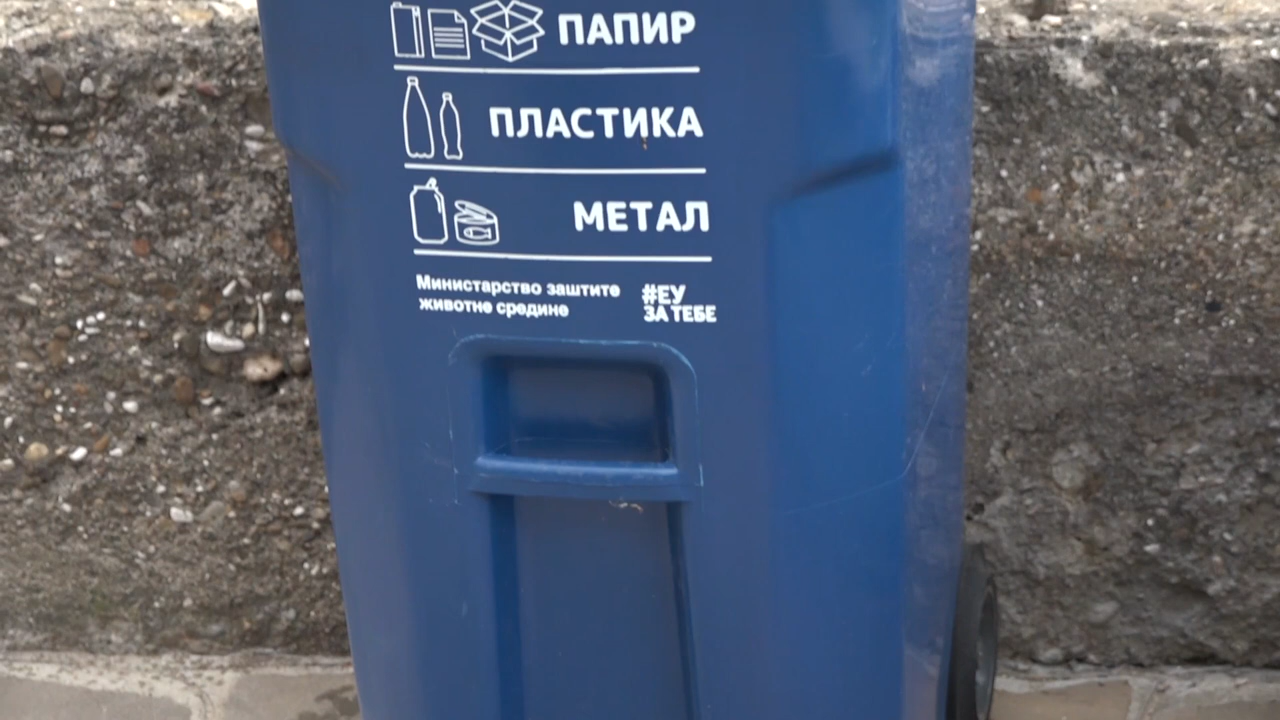 ПАПИР
ПЛАСТИКА
МЕТАЛ
Министарство заштите
животне средине
#ЕУ
ЗА ТЕБЕ